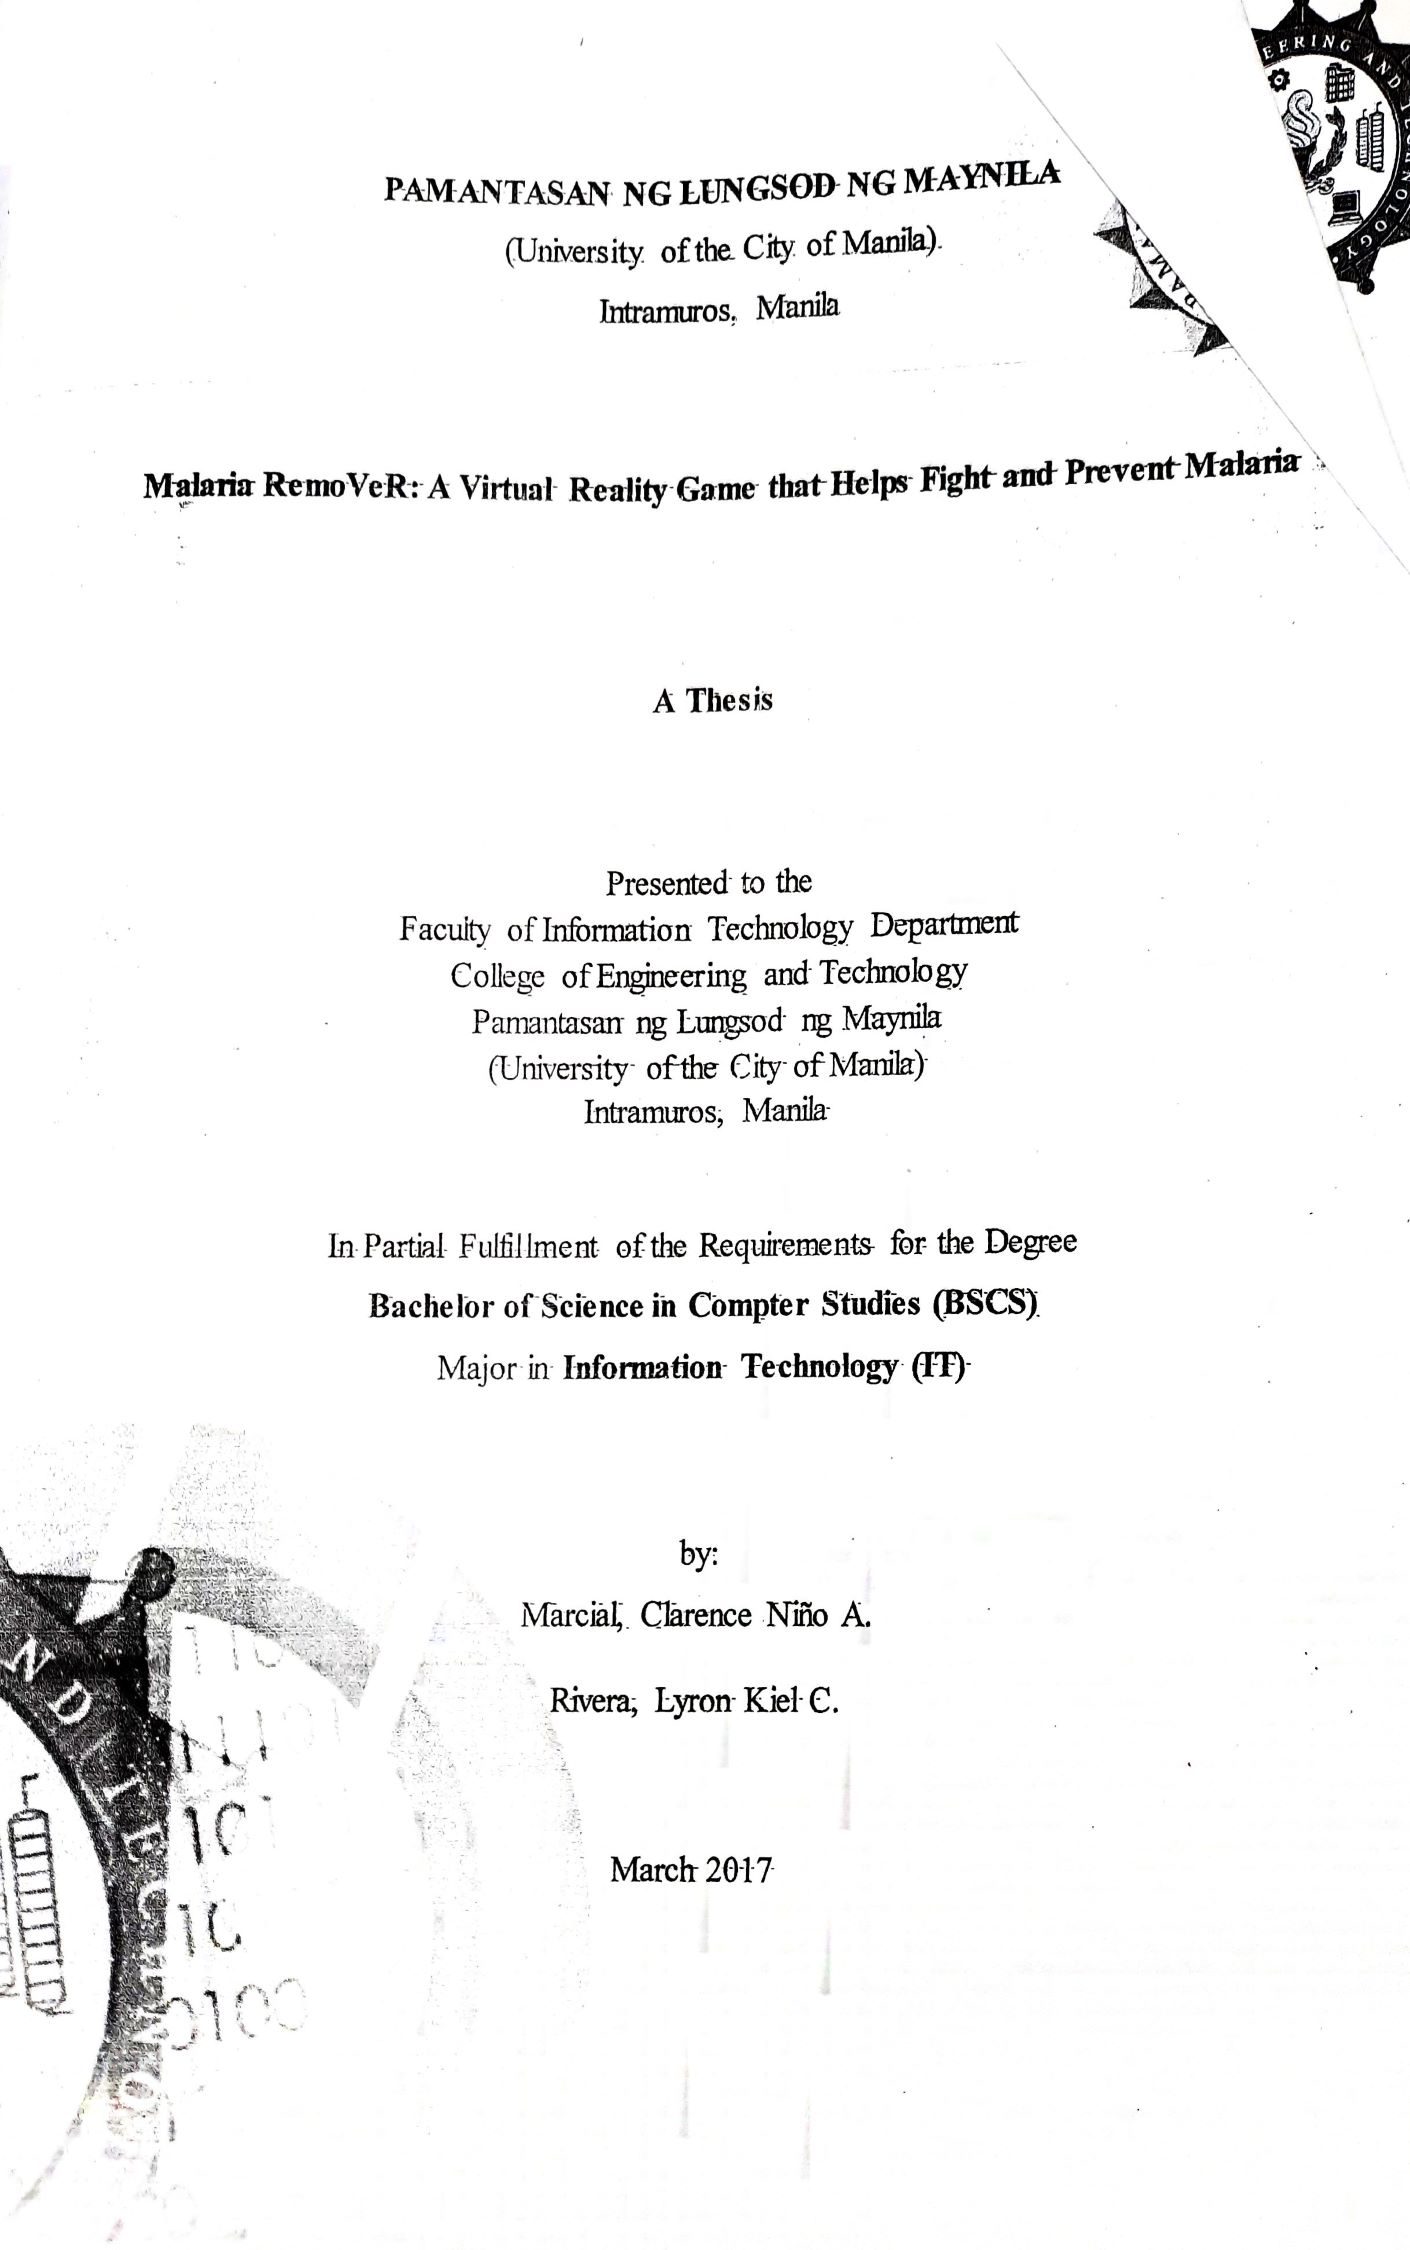 EERING AND TECHNOLOGY
PAMAN
PAMANTASAN NG LUNGSOD NG MAYNILA
(University of the City of Manila)
Intramuros, Manila
Malaria RemoVeR: A Virtual Reality Game that Helps Fight and Prevent Malaria
A Thesis
Presented to the
Faculty of Information Technology Department
College of Engineering and Technology
Pamantasan ng Lungsod ng Maynila
(University of the City of Manila)
Intramuros, Manila
In Partial Fulfillment of the Requirements for the Degree
Bachelor of Science in Compter Studies (BSCS)
Major in Information Technology (IT)
by:
Marcial, Clarence Niño A.
Rivera, Lyron Kiel C.
March 2017
ND TECHNO